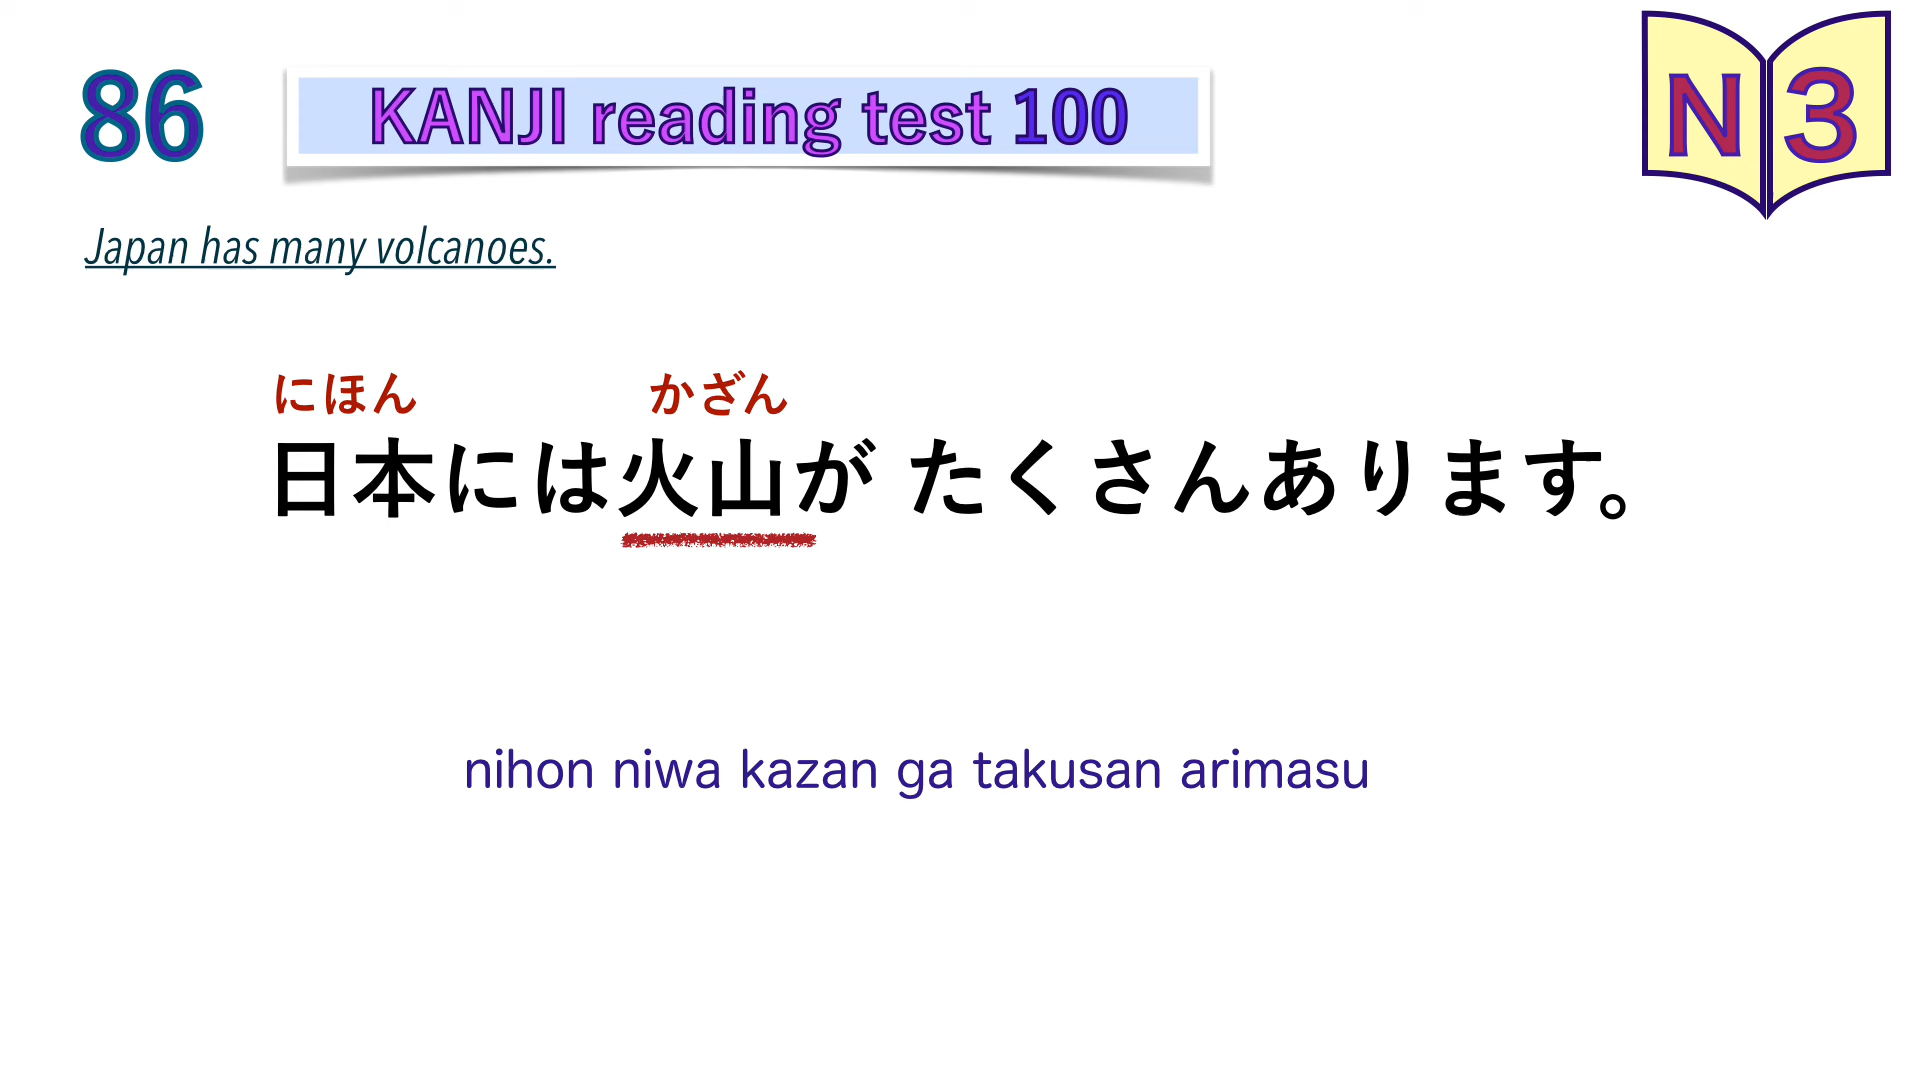 86
KANJI reading test 100
N3
Japan has many volcanoes.
にほん かざん
日本には火山が たくさんあります。
nihon niwa kazan ga takusan arimasu